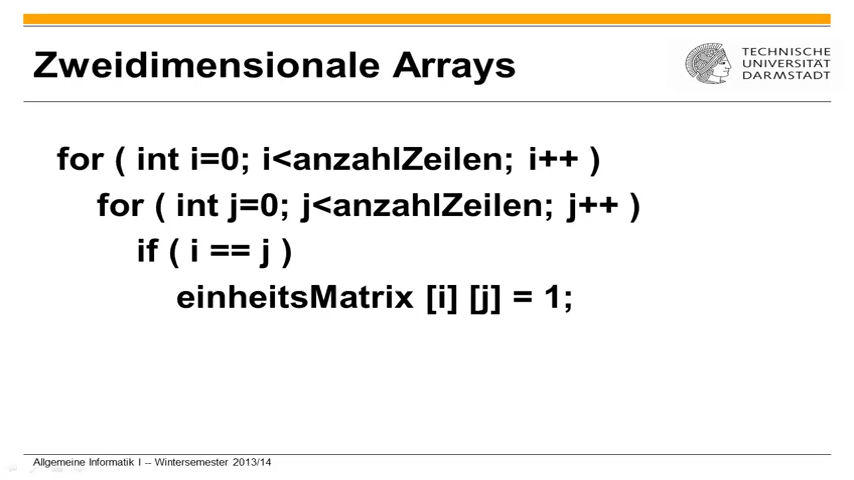 Zweidimensionale Arrays
TECHNISCHE
UNIVERSITÄT
DARMSTADT
for ( int i=0; i<anzahlZeilen; i++ )
for ( int j=0; j<anzahlZeilen; j++ )
if ( i == j )
einheitsMatrix [i] [j] = 1;
Allgemeine Informatik I -- Wintersemester 2013/14